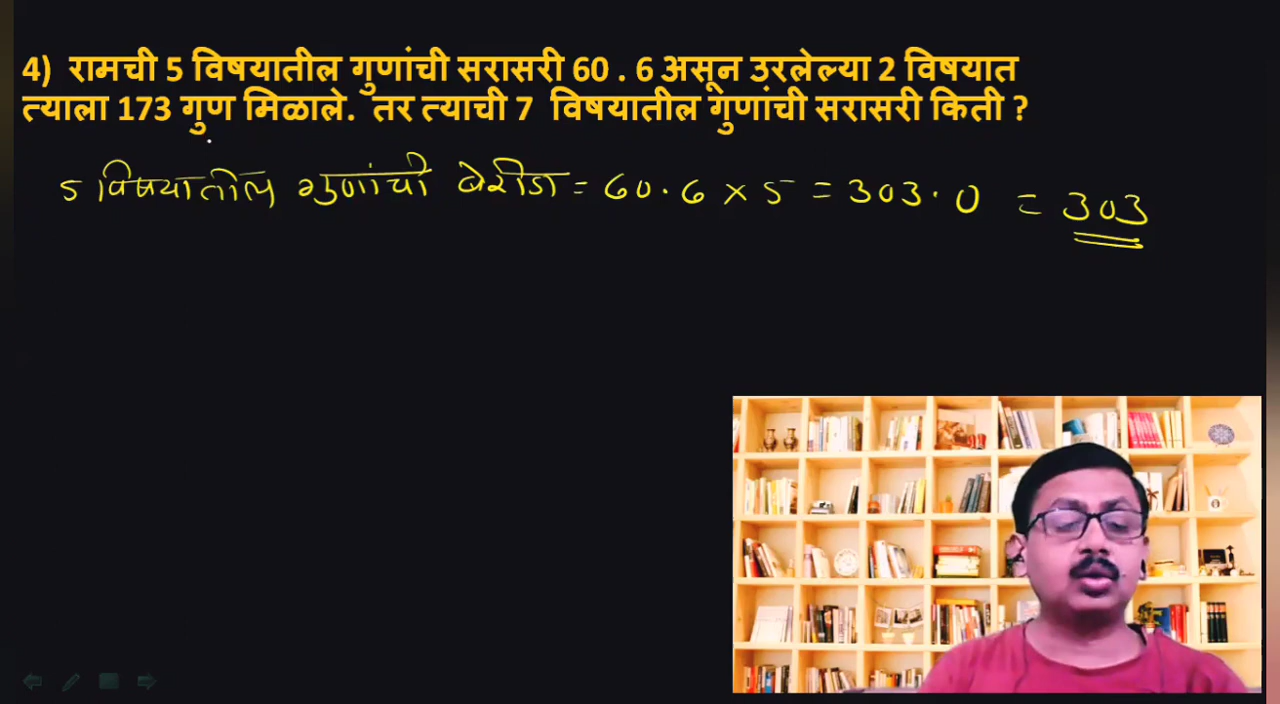 4) रामची 5 विषयातील गुणांची सरासरी 60 . 6 असून उरलेल्या 2 विषयात
त्याला 173 गुण मिळाले. तर त्याची 7 विषयातील गुणांची सरासरी किती ?
5 विषयातील गुणांची बेरीज = 60.6 × 5 = 303.0 = 303